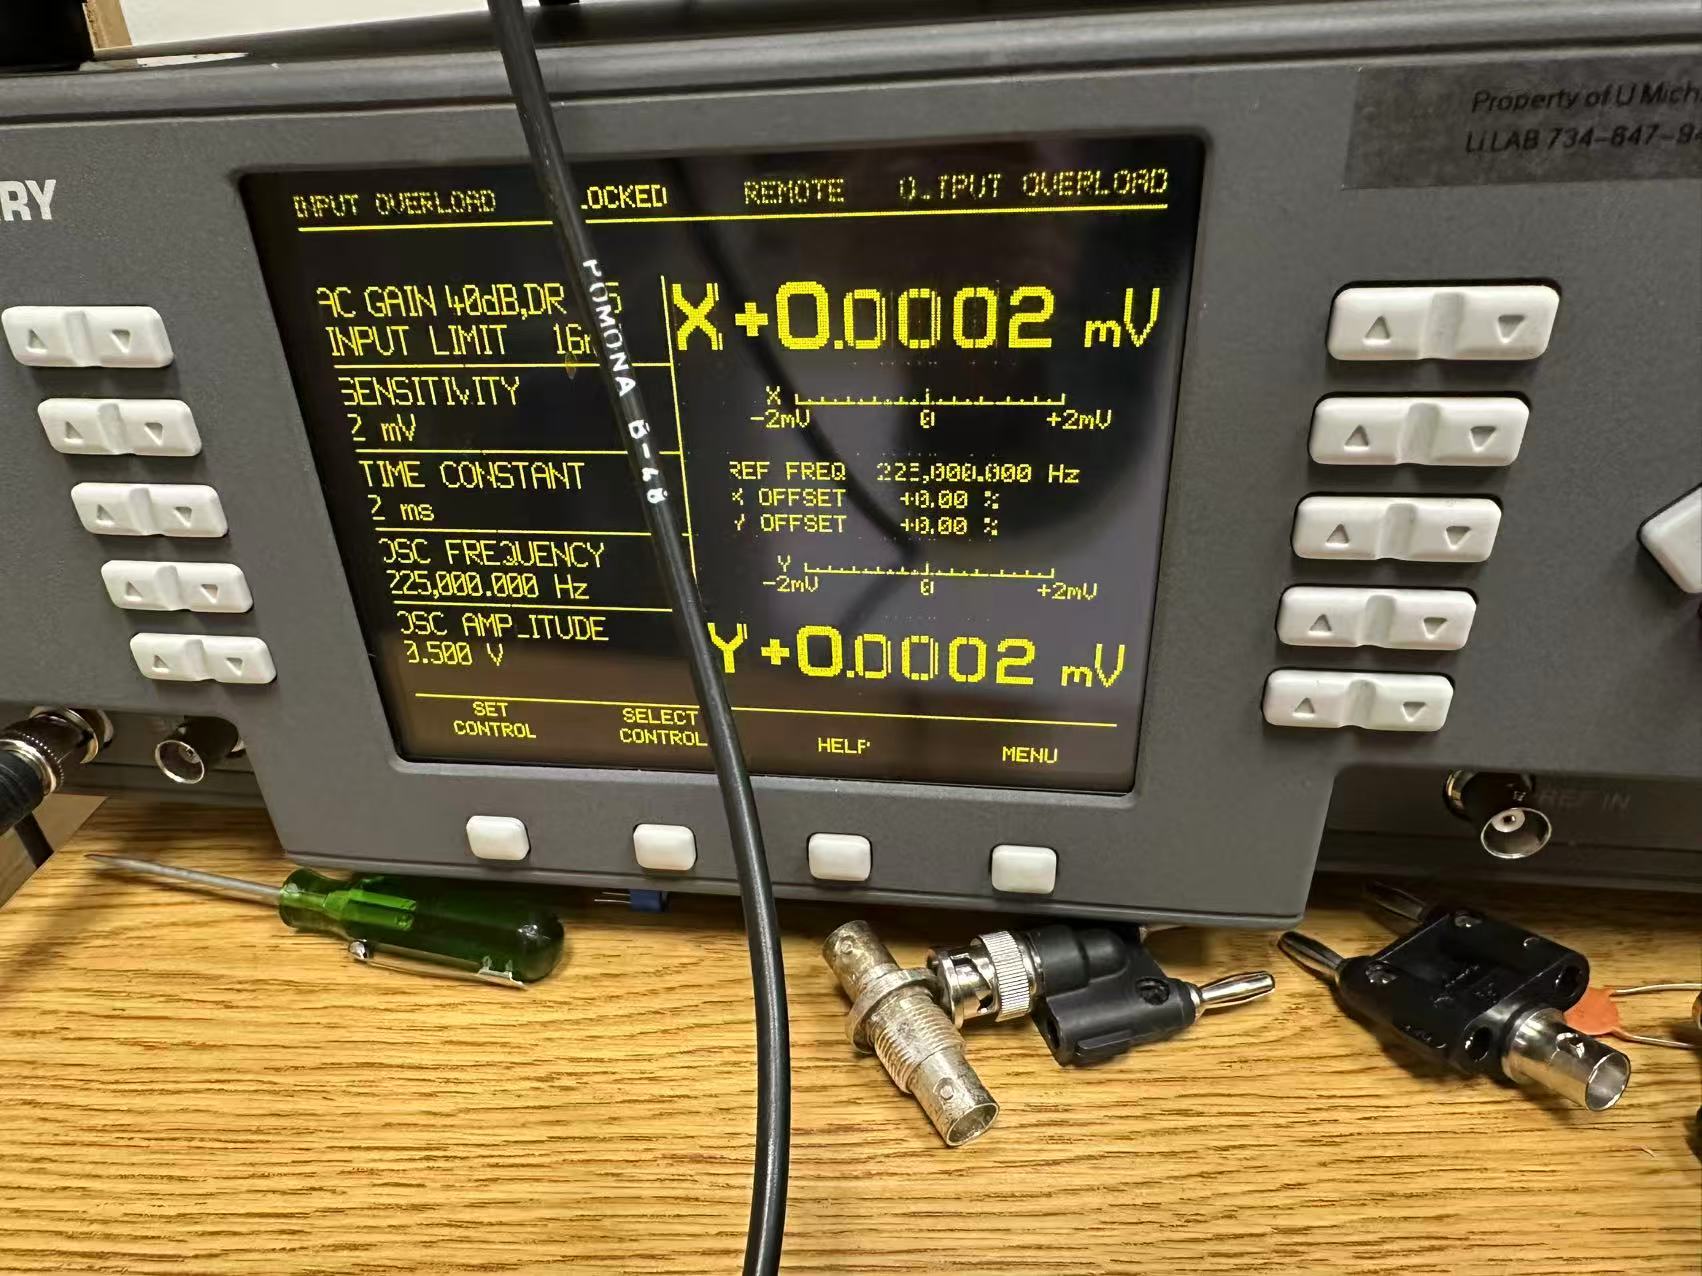 RY
Property of U Mich
Li LAB 734-647-9
INPUT OVERLOAD LOCKED REMOTE OUTPUT OVERLOAD
AC GAIN 40dB,DR
INPUT LIMIT 16
SENSITIVITY
2 mV
TIME CONSTANT
2 ms
OSC FREQUENCY
225,000.000 Hz
OSC AMPLITUDE
0.500 V
X+0.0002 mV
X
-2mV 0 +2mV
REF FREQ 225,000.000 Hz
X OFFSET +0.00 %
Y OFFSET +0.00 %
Y
-2mV 0 +2mV
Y+0.0002 mV
SET
CONTROL
SELECT
CONTROL
HELP
MENU
POMONA
REF IN